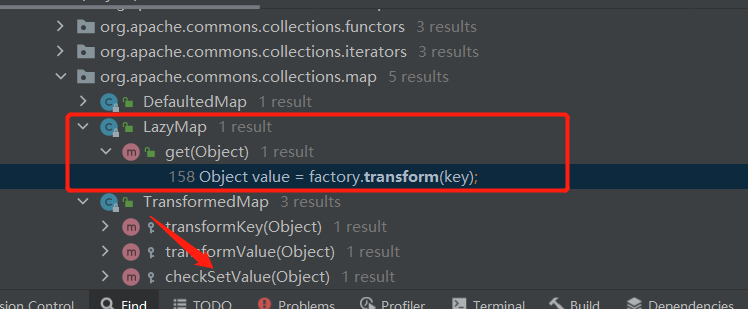 org.apache.commons.collections.functors 3 results
org.apache.commons.collections.iterators 3 results
org.apache.commons.collections.map 5 results
DefaultedMap 1 result
LazyMap 1 result
get(Object) 1 result
158 Object value = factory.transform(key);
TransformedMap 3 results
transformKey(Object) 1 result
transformValue(Object) 1 result
checkSetValue(Object) 1 result
sion Control Find TODO Problems Profiler Terminal Build Dependencies